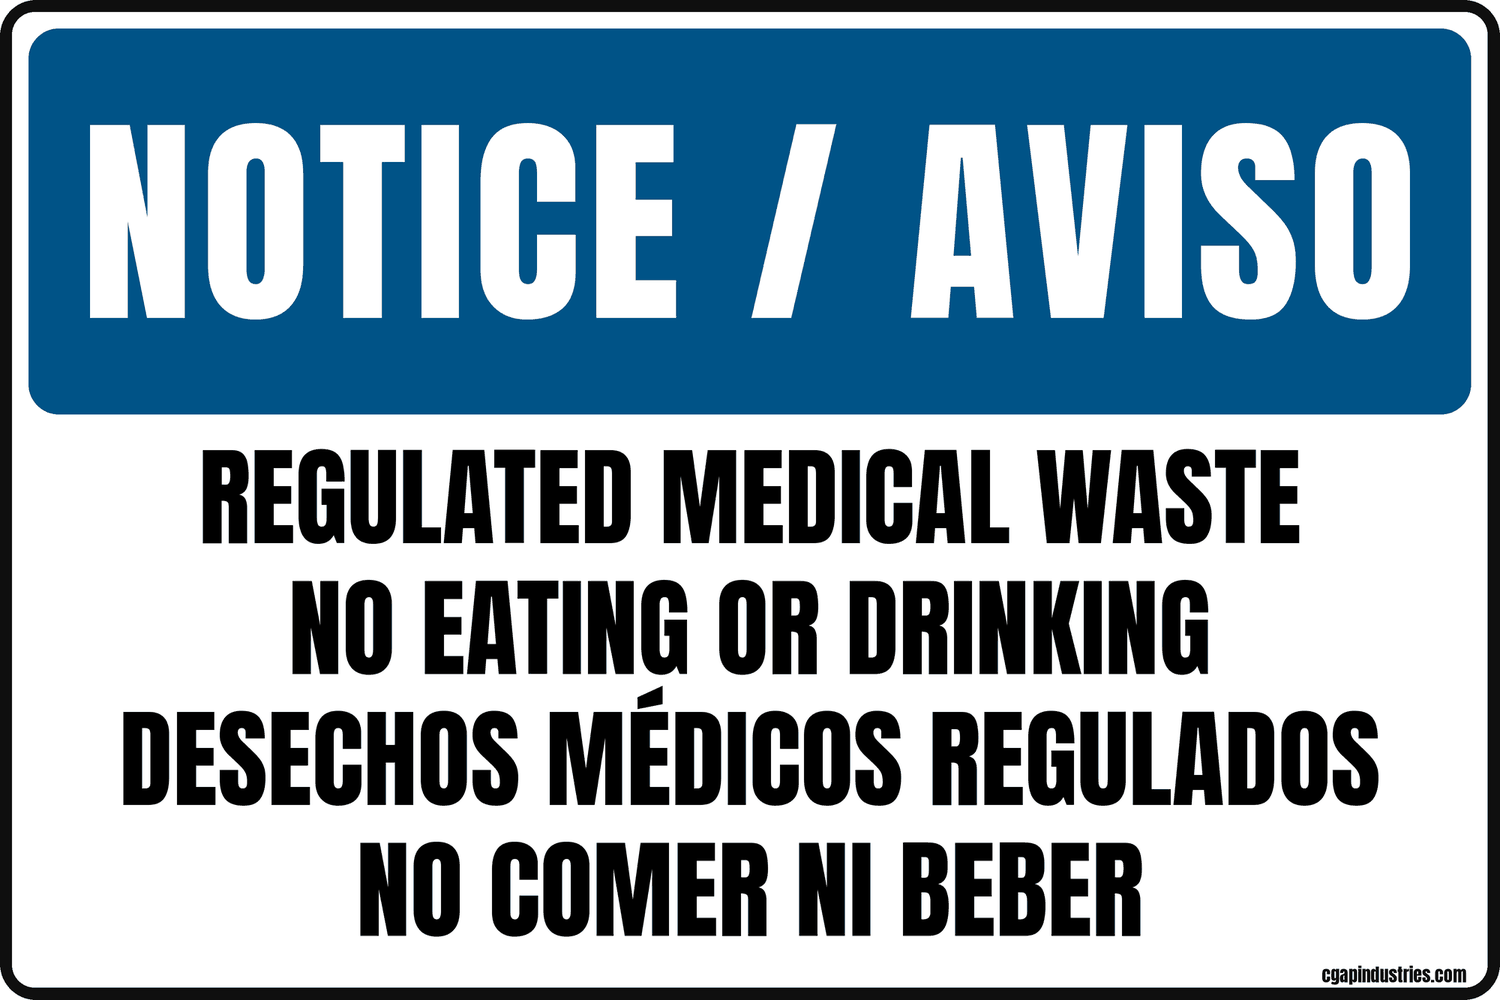 NOTICE / AVISO
REGULATED MEDICAL WASTE
NO EATING OR DRINKING
DESECHOS MÉDICOS REGULADOS
NO COMER NI BEBER
cgapindustries.com